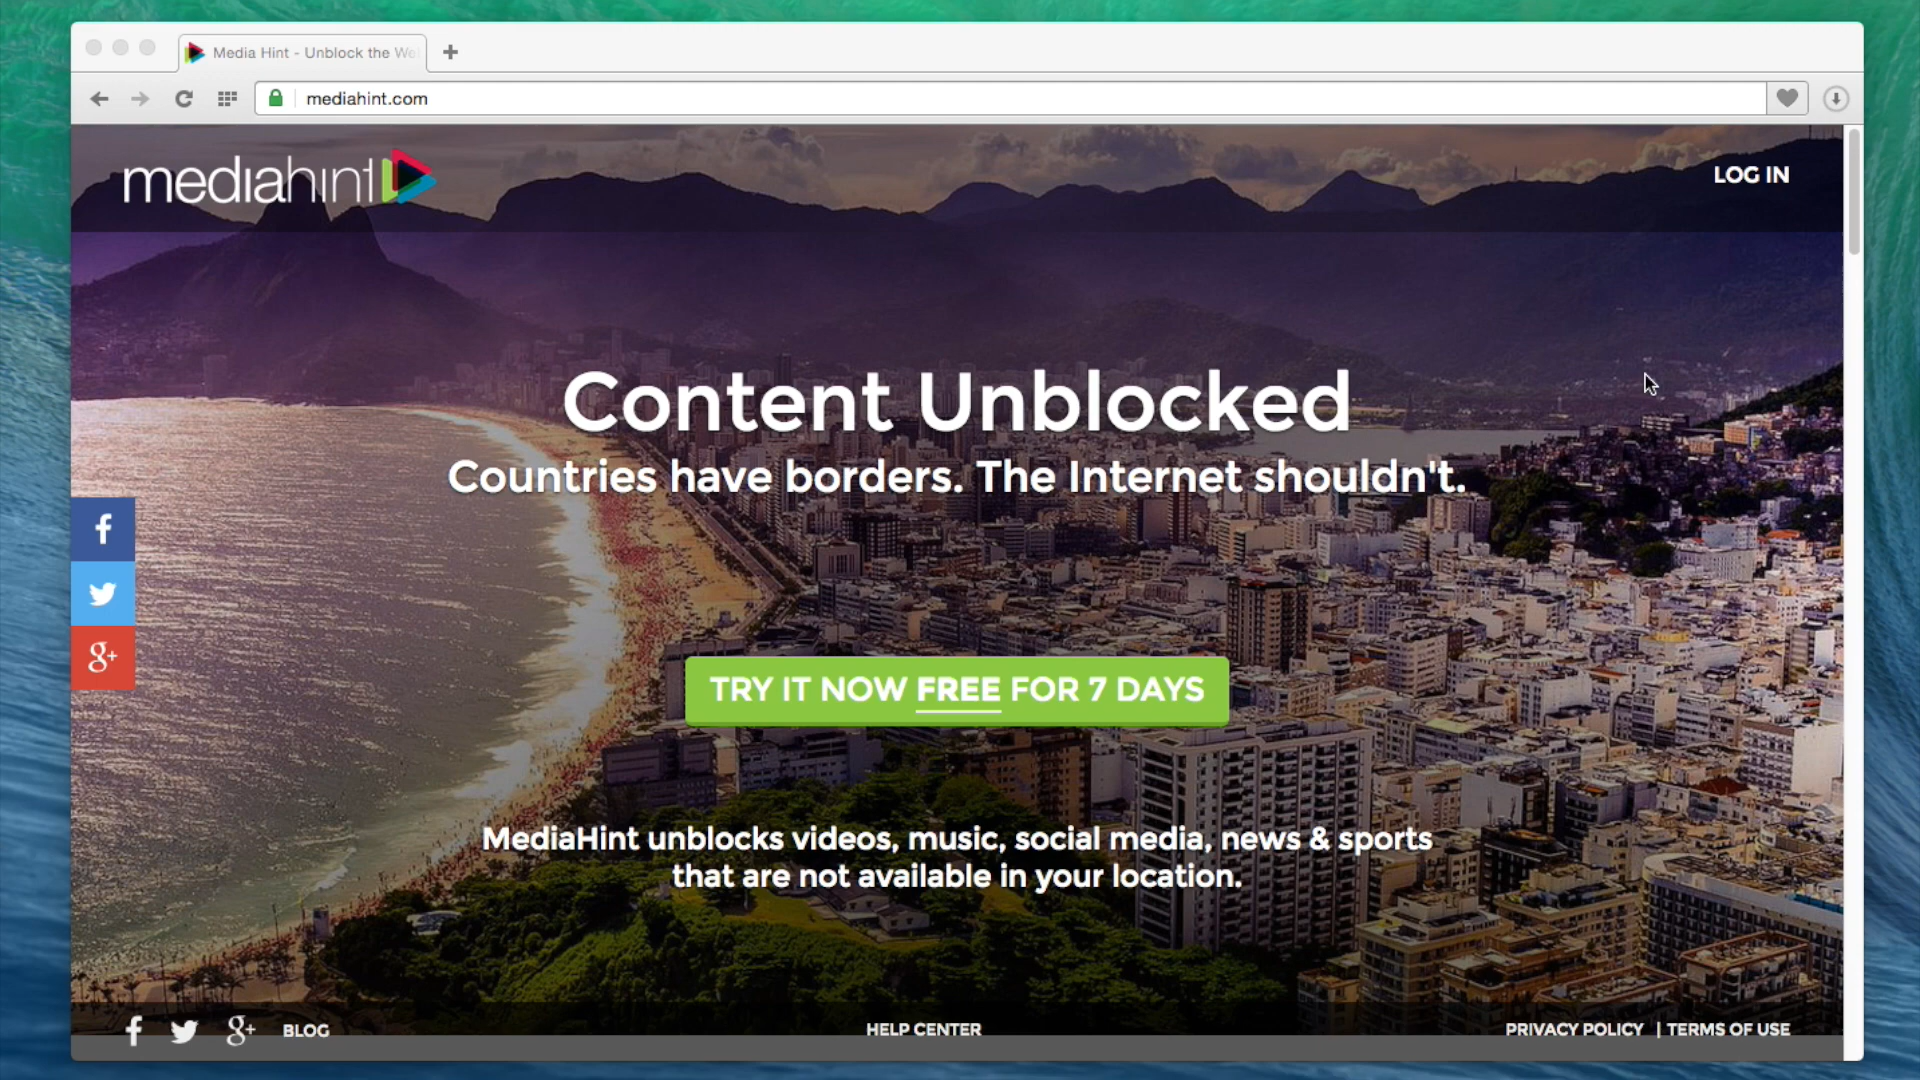 Media Hint - Unblock the We
mediahint.com
mediahint
LOG IN
Content Unblocked
Countries have borders. The Internet shouldn't.
f
g+
TRY IT NOW FREE FOR 7 DAYS
MediaHint unblocks videos, music, social media, news & sports
that are not available in your location.
f g+ BLOG HELP CENTER PRIVACY POLICY | TERMS OF USE